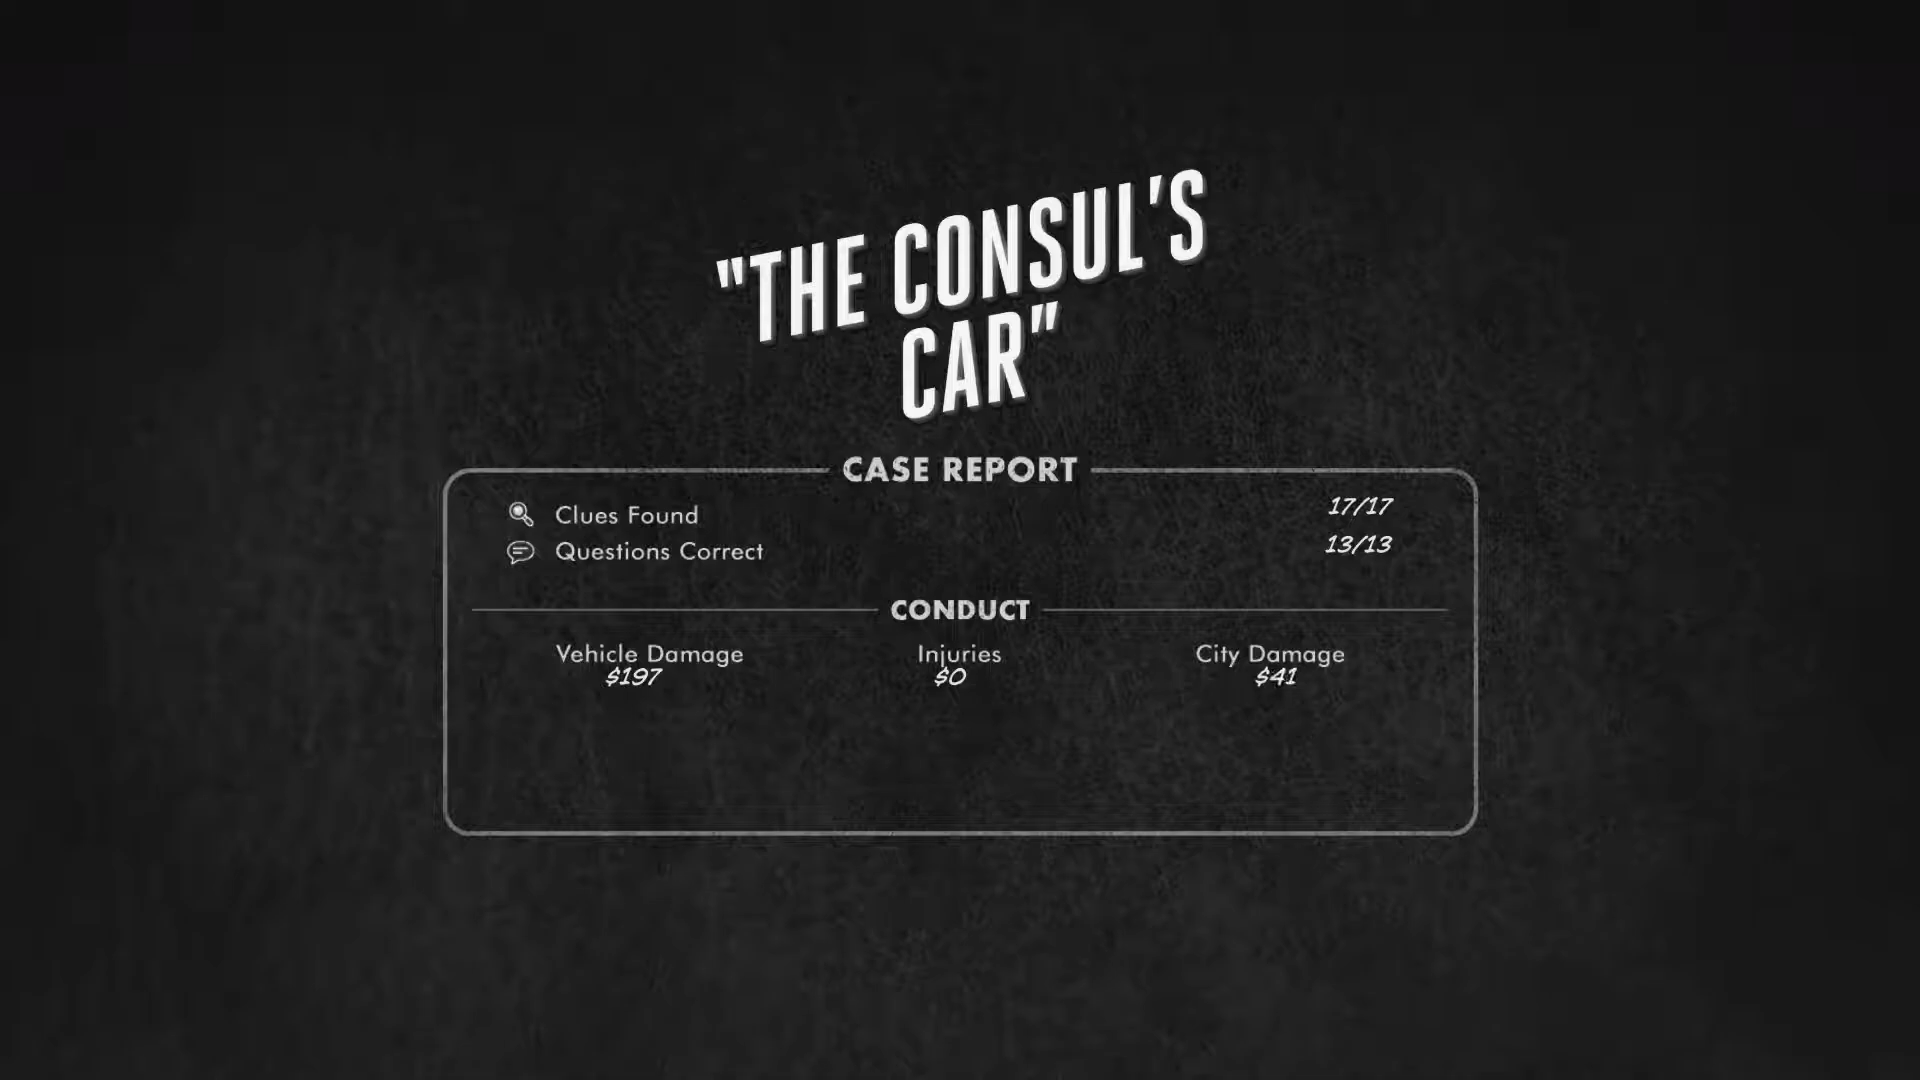 "THE CONSUL'S
CAR"
CASE REPORT
Clues Found 17/17
Questions Correct 13/13
CONDUCT
Vehicle Damage Injuries City Damage
$197 $0 $41